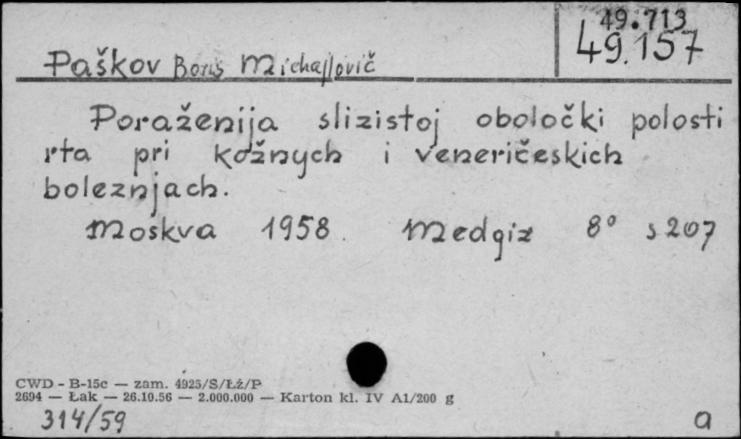 49.713
49.157
Paškov Boris Michajlovič
Poraženija slizistoj oboločki polosti
rta pri kožnych i veneričeskich
boleznjach.
Moskva 1958. Medgiz 8° s 207
CWD - B-15c — zam. 4925/S/Łż/P
2694 — Łak — 26.10.56 — 2.000.000 — Karton kl. IV A1/200 g
314/59
a